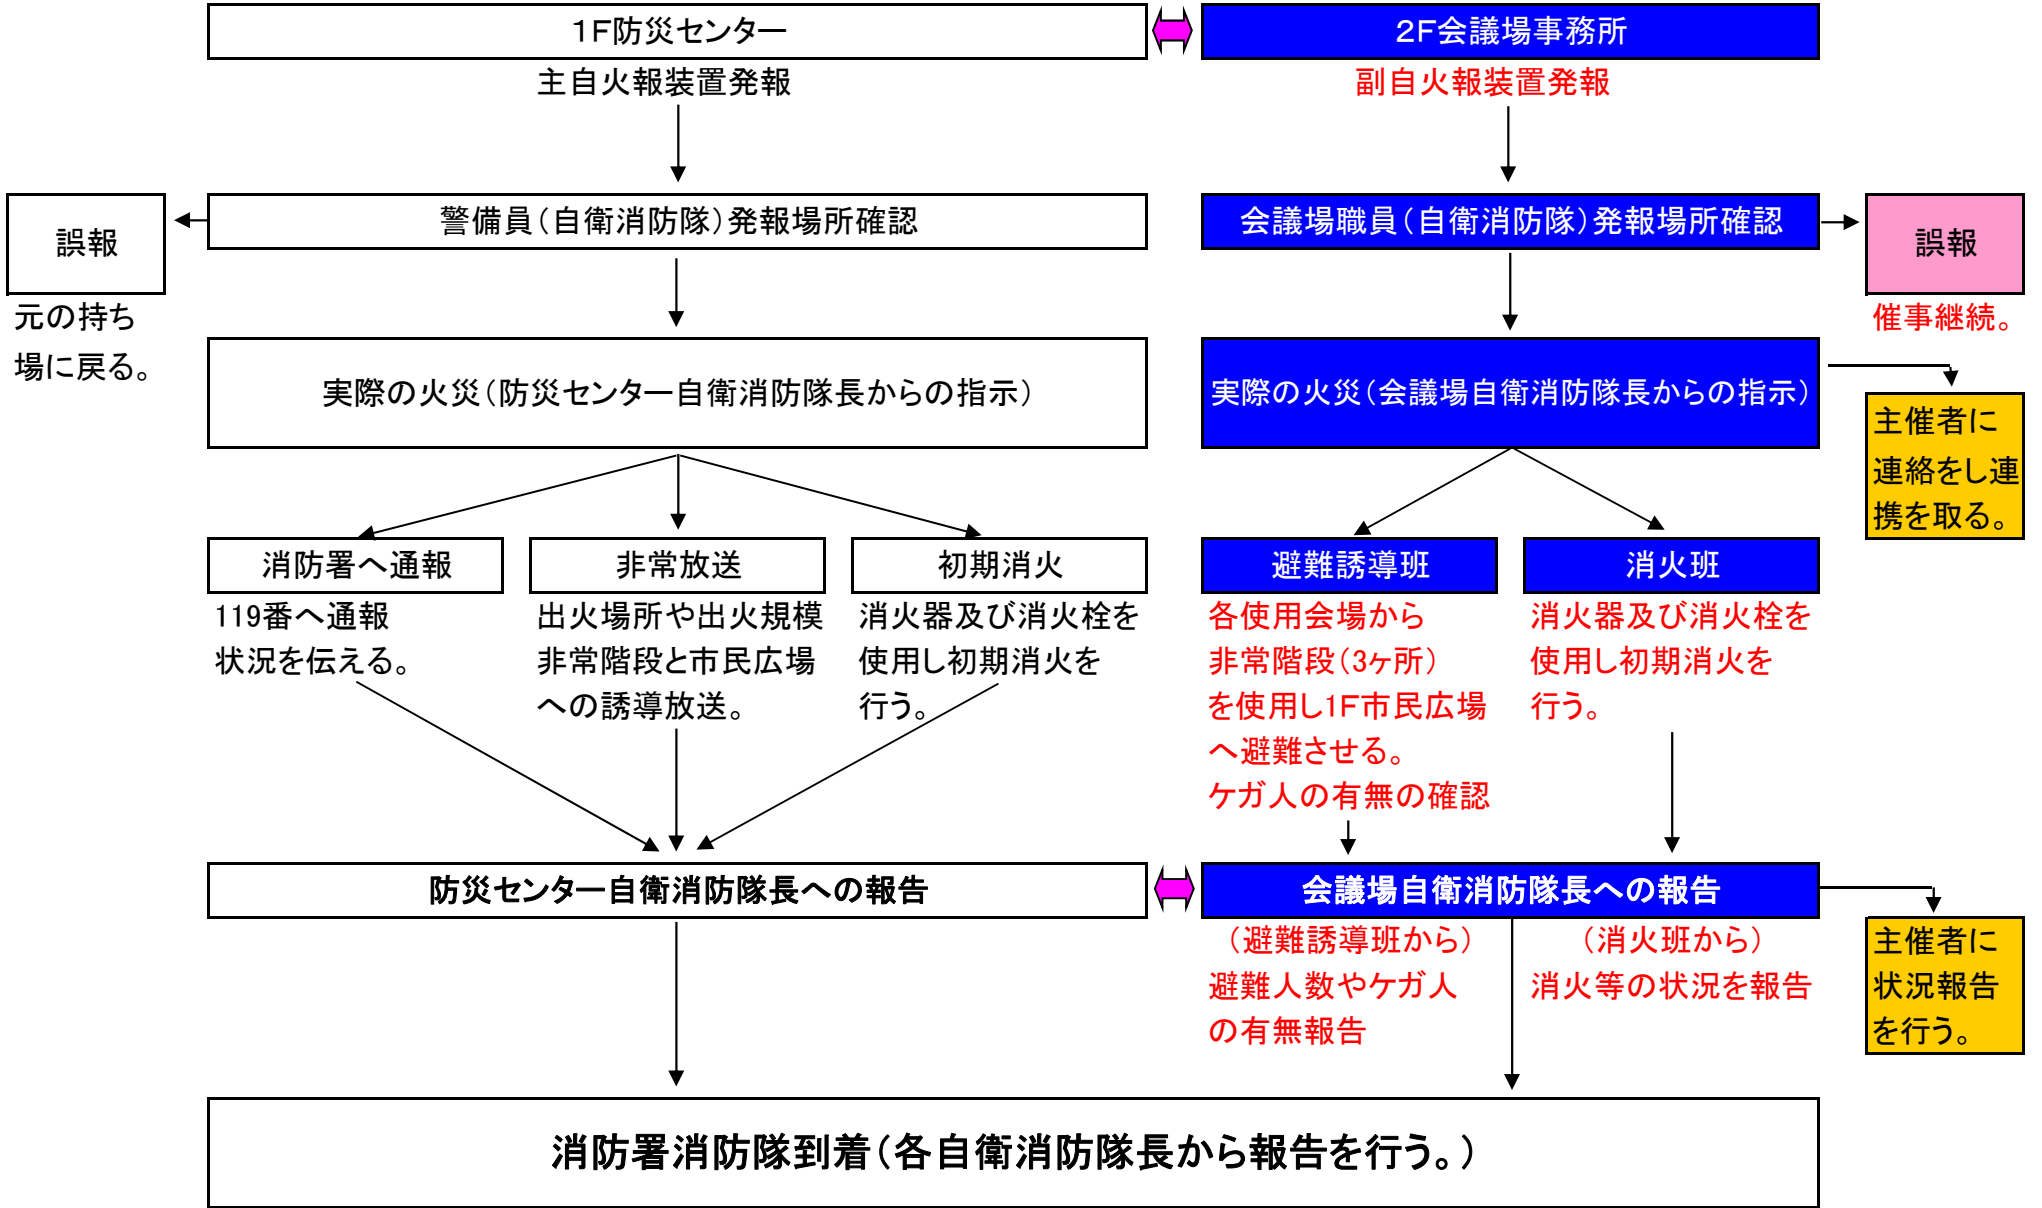 1F防災センター
2F会議場事務所
主自火報装置発報
副自火報装置発報
誤報
警備員(自衛消防隊)発報場所確認
会議場職員(自衛消防隊)発報場所確認
誤報
元の持ち
場に戻る。
催事継続。
実際の火災(防災センター自衛消防隊長からの指示)
実際の火災(会議場自衛消防隊長からの指示)
主催者に
連絡をし連
携を取る。
消防署へ通報
119番へ通報
状況を伝える。
非常放送
出火場所や出火規模
非常階段と市民広場
への誘導放送。
初期消火
消火器及び消火栓を
使用し初期消火を
行う。
避難誘導班
各使用会場から
非常階段(3ヶ所)
を使用し1F市民広場
へ避難させる。
ケガ人の有無の確認
消火班
消火器及び消火栓を
使用し初期消火を
行う。
防災センター自衛消防隊長への報告
会議場自衛消防隊長への報告
(避難誘導班から)
避難人数やケガ人
の有無報告
(消火班から)
消火等の状況を報告
主催者に
状況報告
を行う。
消防署消防隊到着(各自衛消防隊長から報告を行う。)